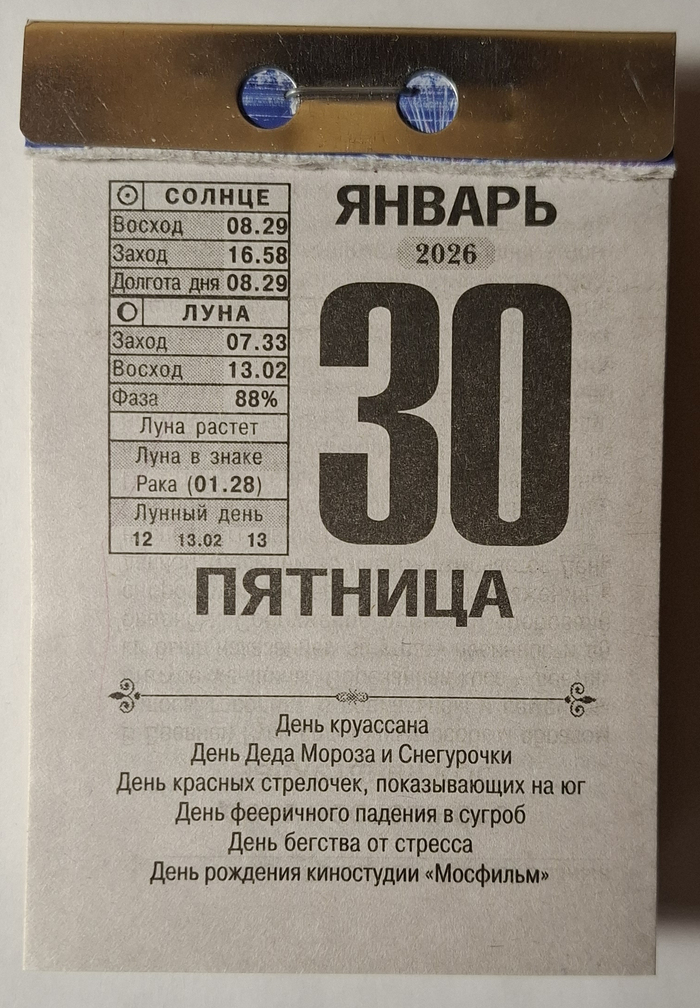 СОЛНЦЕ
Восход 08.29
Заход 16.58
Долгота дня 08.29
ЛУНА
Заход 07.33
Восход 13.02
Фаза 88%
Луна растет
Луна в знаке
Рака (01.28)
Лунный день
12 13.02 13
ЯНВАРЬ
2026
30
ПЯТНИЦА
День круассана
День Деда Мороза и Снегурочки
День красных стрелочек, показывающих на юг
День фееричного падения в сугроб
День бегства от стресса
День рождения киностудии «Мосфильм»